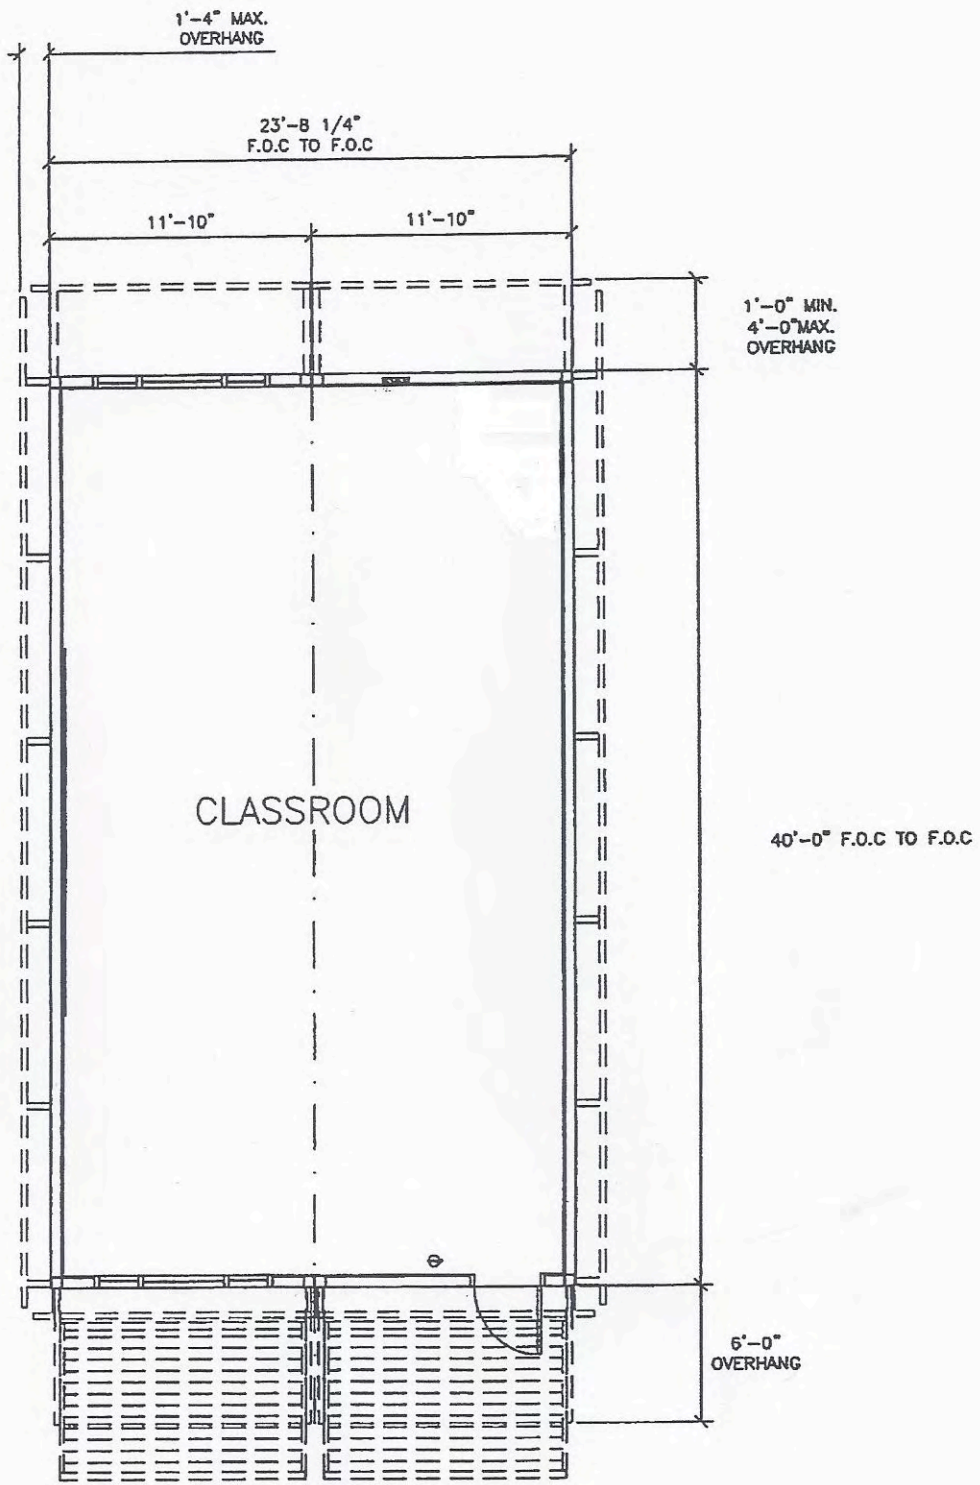 1'-4" MAX.
OVERHANG
23'-8 1/4"
F.O.C TO F.O.C
11'-10"
11'-10"
1'-0" MIN.
4'-0"MAX.
OVERHANG
CLASSROOM
40'-0" F.O.C TO F.O.C
6'-0"
OVERHANG